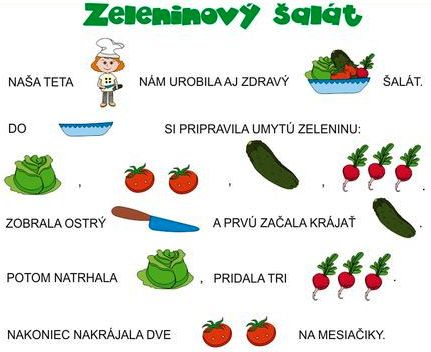 Zeleninový šalát
NAŠA TETA NÁM UROBILA AJ ZDRAVÝ ŠALÁT.
DO SI PRIPRAVILA UMYTÚ ZELENINU:
, , , .
ZOBRALA OSTRÝ A PRVÚ ZAČALA KRÁJAŤ .
POTOM NATRHALA , PRIDALA TRI .
NAKONIEC NAKRÁJALA DVE NA MESIAČIKY.